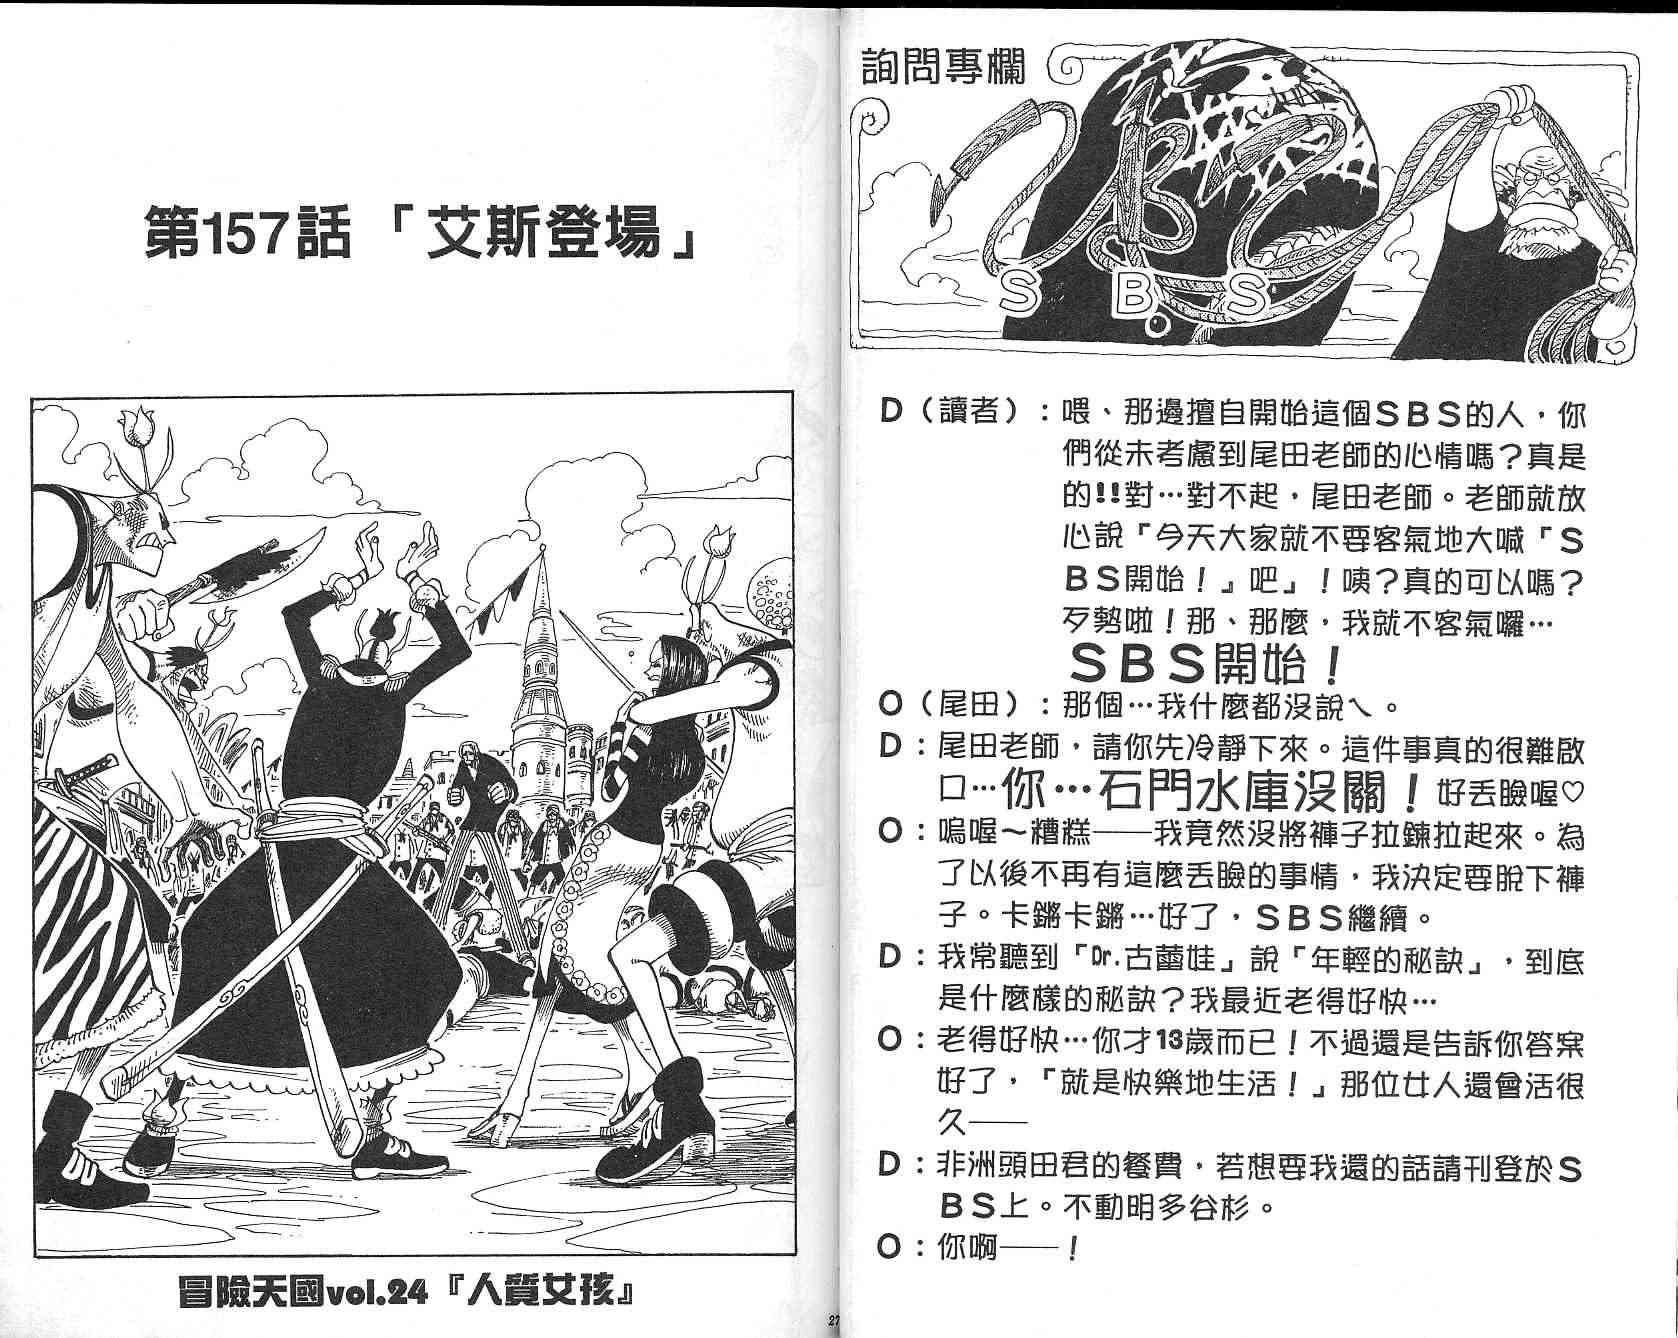 詢問專欄
S B S
D（讀者）：喂、那邊擅自開始這個SBS的人，你
們從未考慮到尾田老師的心情嗎？真是
的!!對…對不起，尾田老師。老師就放
心說「今天大家就不要客氣地大喊「S
BS開始！」吧」！咦？真的可以嗎？
歹勢啦！那、那麼，我就不客氣囉…
SBS開始！
O（尾田）：那個…我什麼都沒說ㄟ。
D：尾田老師，請你先冷靜下來。這件事真的很難啟
口…你…石門水庫沒關！好丟臉喔♡
O：嗚喔～糟糕——我竟然沒將褲子拉鍊拉起來。為
了以後不再有這麼丟臉的事情，我決定要脫下褲
子。卡鏘卡鏘…好了，SBS繼續。
D：我常聽到「Dr.古蕾娃」說「年輕的秘訣」，到底
是什麼樣的秘訣？我最近老得好快…
O：老得好快…你才13歲而已！不過還是告訴你答案
好了，「就是快樂地生活！」那位女人還會活很
久——
D：非洲頭田君的餐費，若想要我還的話請刊登於S
BS上。不動明多谷杉。
O：你啊——！
27
第157話「艾斯登場」
冒險天國vol.24『人質女孩』